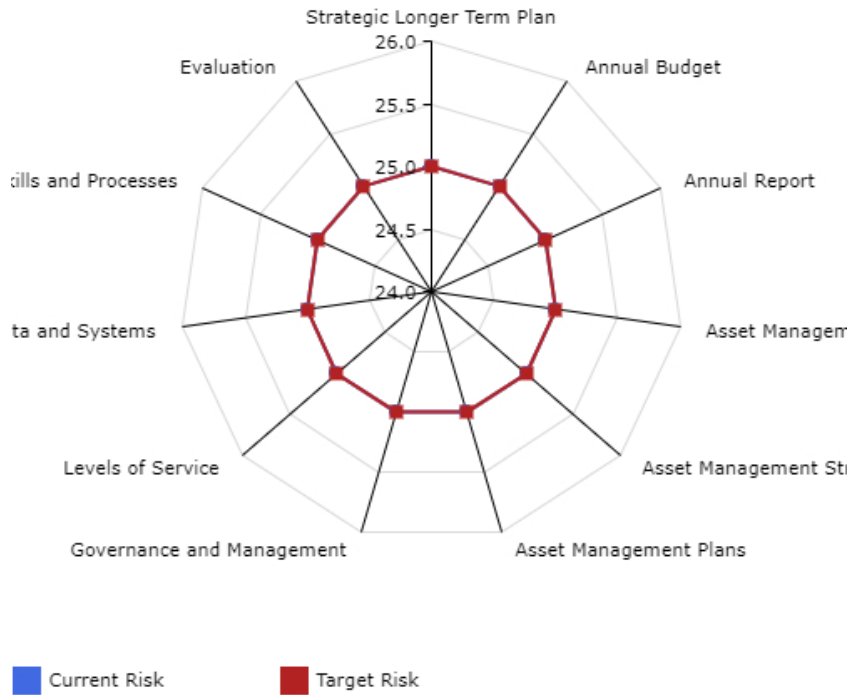 Strategic Longer Term Plan
26.0
Evaluation
Annual Budget
25.5
25.0
ills and Processes
Annual Report
24.5
24.0
ta and Systems
Asset Managem
Levels of Service
Asset Management Str
Governance and Management
Asset Management Plans
Current Risk
Target Risk